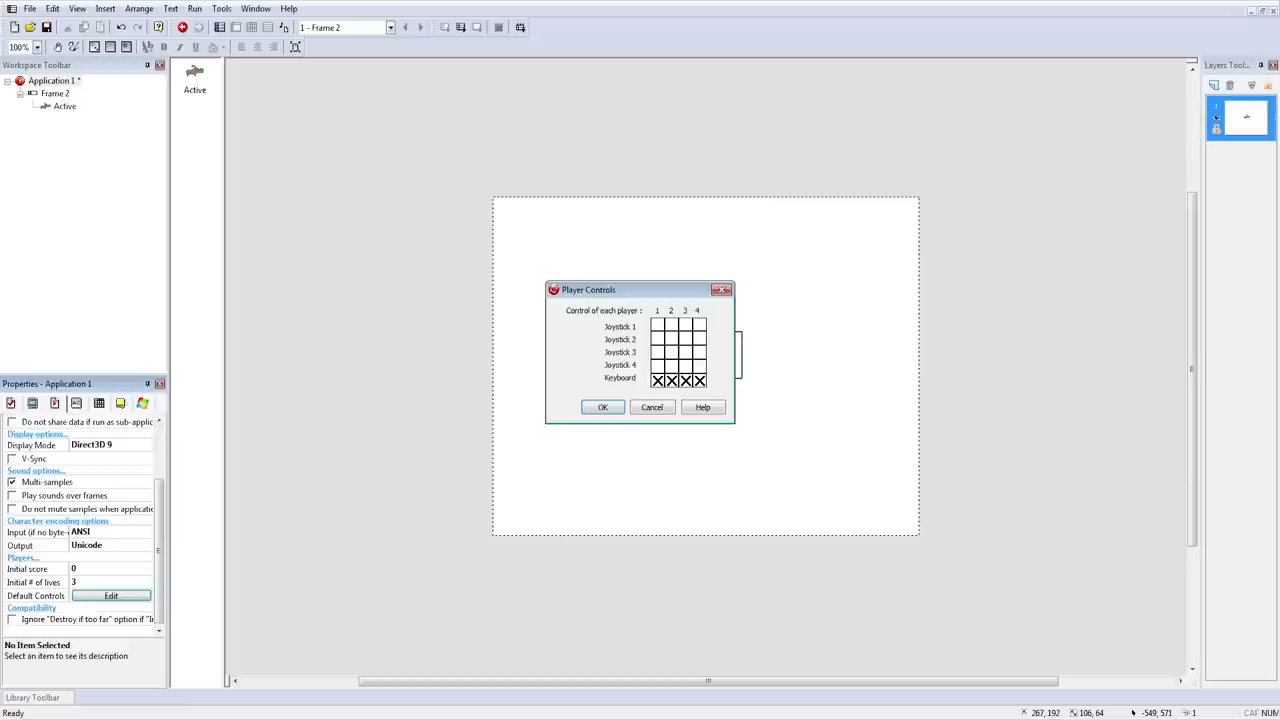 File Edit View Insert Arrange Text Run Tools Window Help
1 - Frame 2
100%
Workspace Toolbar
Application 1 *
Frame 2
Active
Active
Layers Tool...
1
Player Controls
Control of each player : 1 2 3 4
Joystick 1
Joystick 2
Joystick 3
Joystick 4
Keyboard
OK Cancel Help
Properties - Application 1
Do not share data if run as sub-applic
Display options...
Display Mode Direct3D 9
V-Sync
Sound options...
Multi-samples
Play sounds over frames
Do not mute samples when applicatio
Character encoding options
Input (if no byte- ANSI
Output Unicode
Players...
Initial score 0
Initial # of lives 3
Default Controls Edit
Compatibility
Ignore "Destroy if too far" option if "In
No Item Selected
Select an item to see its description
Library Toolbar
Ready
267, 192 106, 64 -549, 571 1 CAF NUM